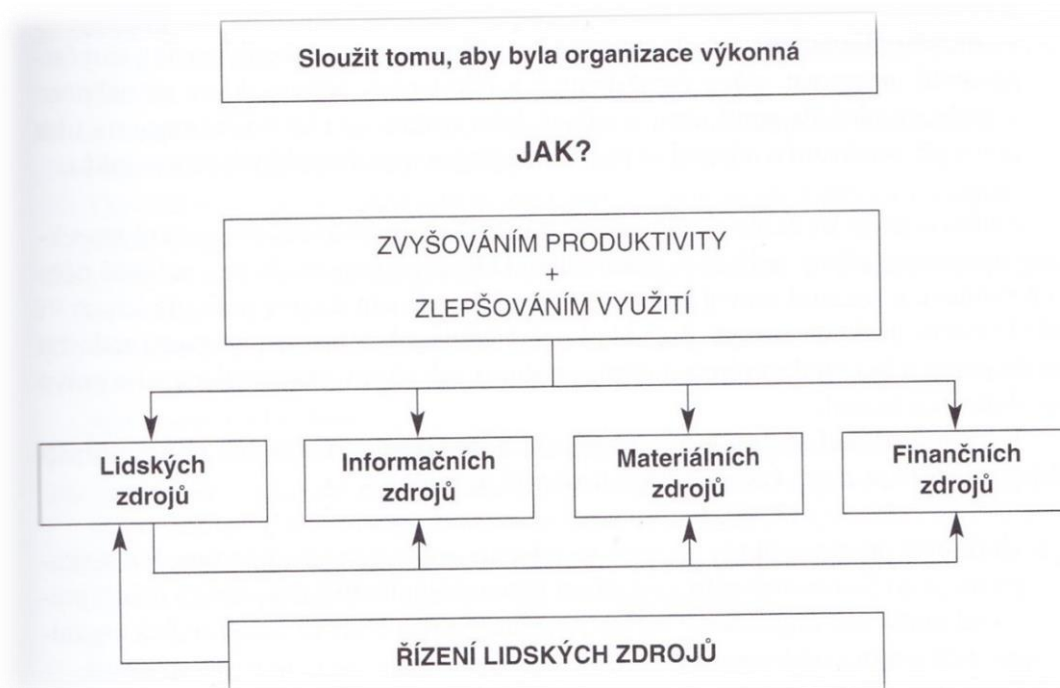 Sloužit tomu, aby byla organizace výkonná
JAK?
ZVYŠOVÁNÍM PRODUKTIVITY
+
ZLEPŠOVÁNÍM VYUŽITÍ
Lidských
zdrojů
Informačních
zdrojů
Materiálních
zdrojů
Finančních
zdrojů
ŘÍZENÍ LIDSKÝCH ZDROJŮ